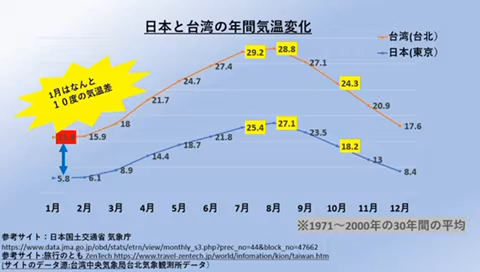 日本と台湾の年間気温変化
台湾(台北)
日本(東京)
1月はなんと
10度の気温差
15.9
18
21.7
24.7
27.4
29.2
28.8
27.1
24.3
20.9
17.6
5.8
6.1
8.9
14.4
18.7
21.8
25.4
27.1
23.5
18.2
13
8.4
1月 2月 3月 4月 5月 6月 7月 8月 9月 10月 11月 12月
※1971～2000年の30年間の平均
参考サイト：日本国土交通省 気象庁
https://www.data.jma.go.jp/obd/stats/etrn/view/monthly_s3.php?prec_no=44&block_no=47662
参考サイト:旅行のとも ZenTech https://www.travel-zentech.jp/world/infomation/kion/taiwan.htm
(サイトのデータ源:台湾中央気象局台北気象観測所データ)